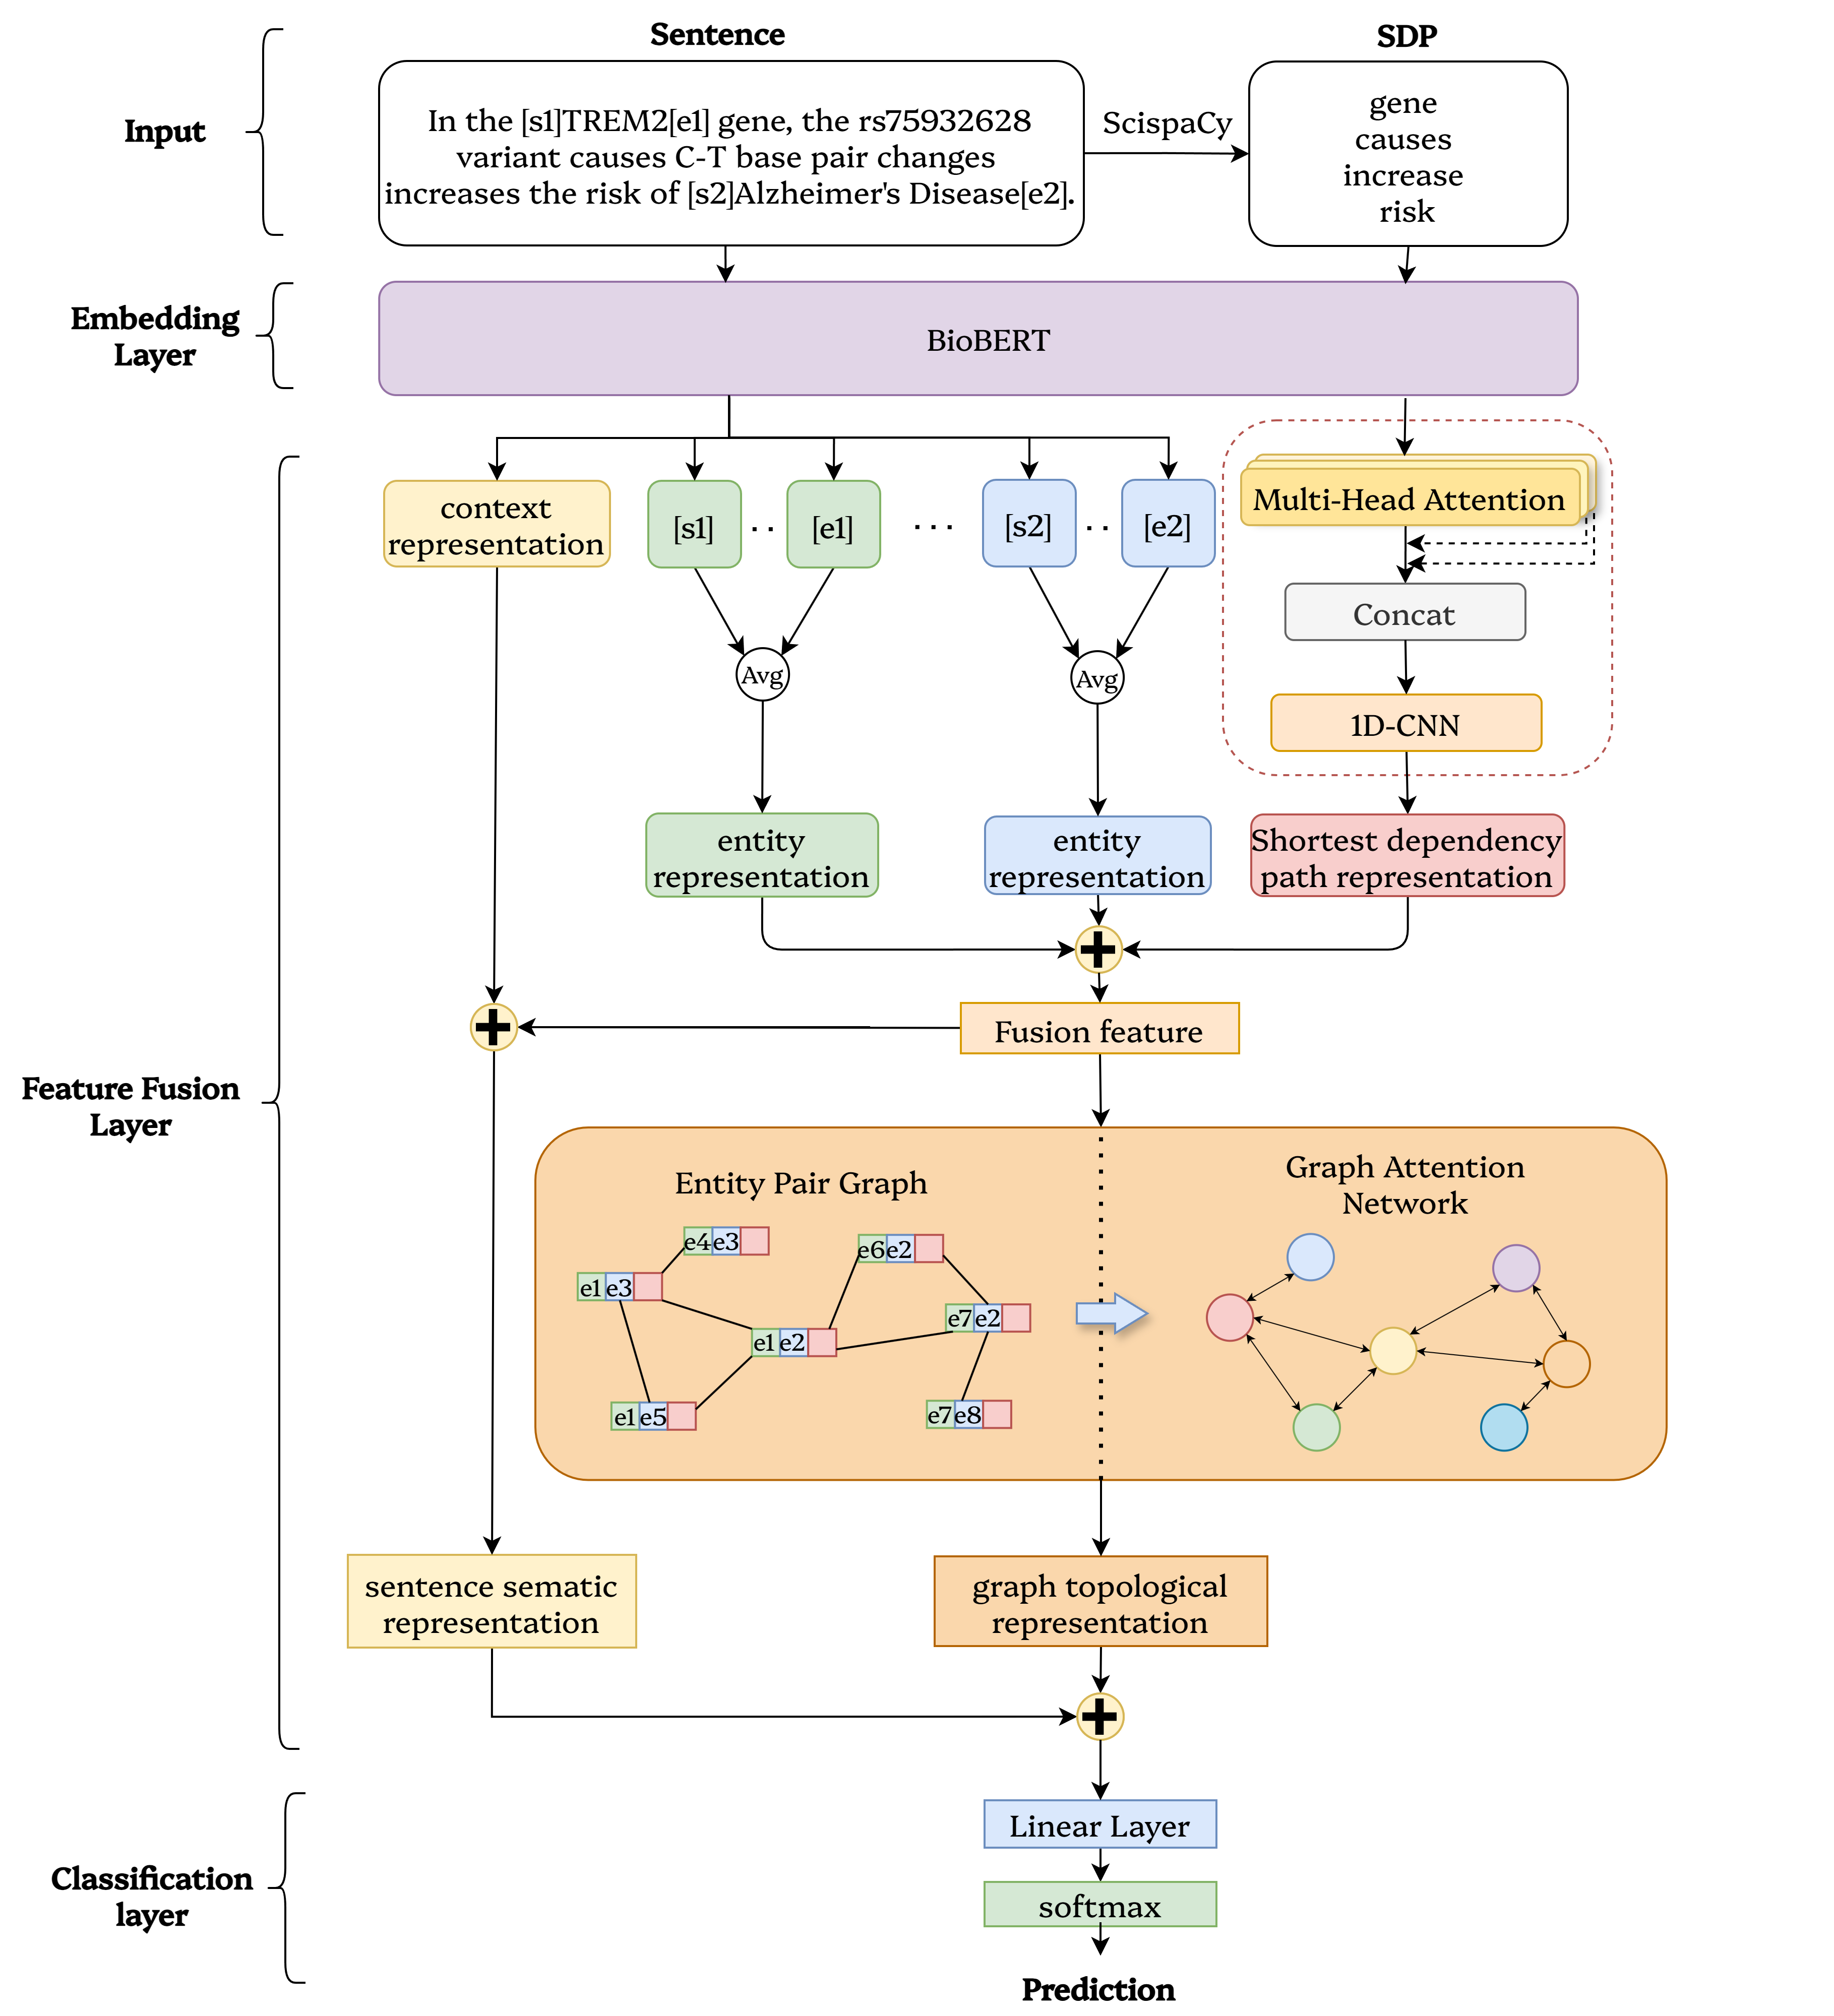 Sentence
SDP
Input
In the [s1]TREM2[e1] gene, the rs75932628
variant causes C-T base pair changes
increases the risk of [s2]Alzheimer's Disease[e2].
ScispaCy
gene
causes
increase
risk
Embedding
Layer
BioBERT
context
representation
[s1]
. .
[e1]
. . .
[s2]
. .
[e2]
Multi-Head Attention
Concat
1D-CNN
Avg
Avg
entity
representation
entity
representation
Shortest dependency
path representation
Fusion feature
Feature Fusion
Layer
Entity Pair Graph
Graph Attention
Network
e4 e3
e6 e2
e1 e3
e7 e2
e1 e2
e1 e5
e7 e8
sentence sematic
representation
graph topological
representation
Classification
layer
Linear Layer
softmax
Prediction